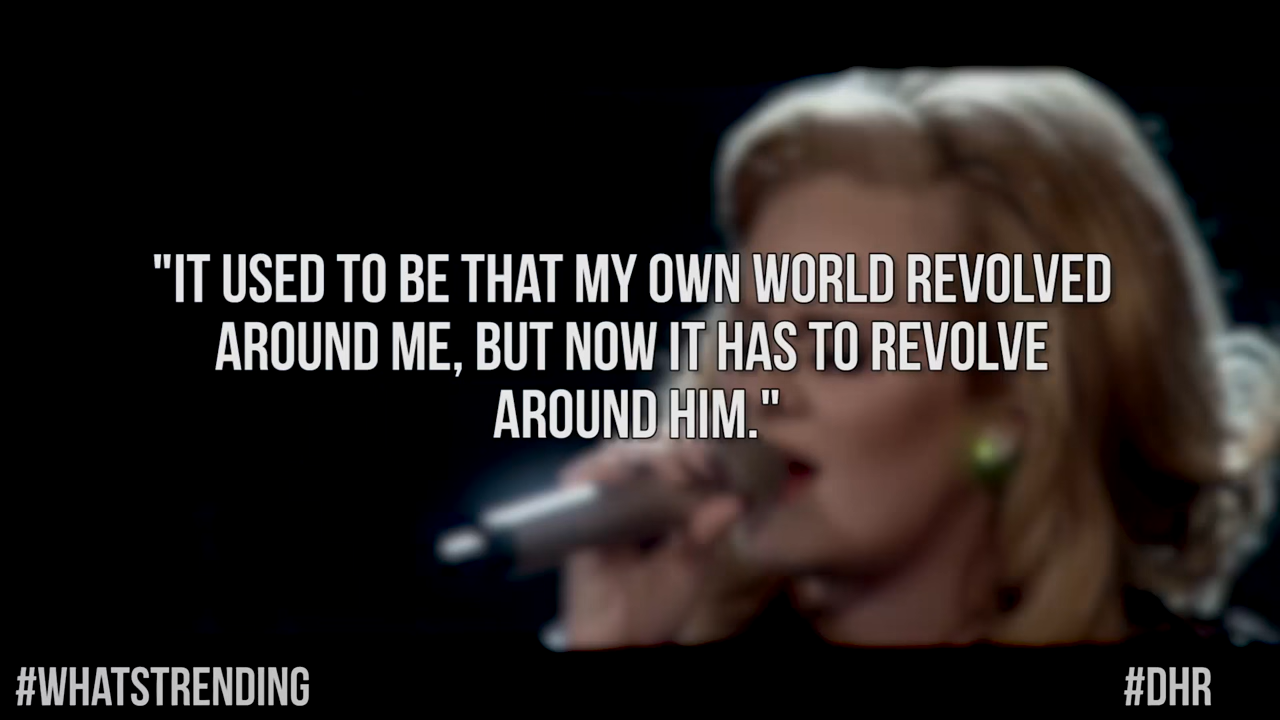 "IT USED TO BE THAT MY OWN WORLD REVOLVED
AROUND ME, BUT NOW IT HAS TO REVOLVE
AROUND HIM."
#WHATSTRENDING
#DHR